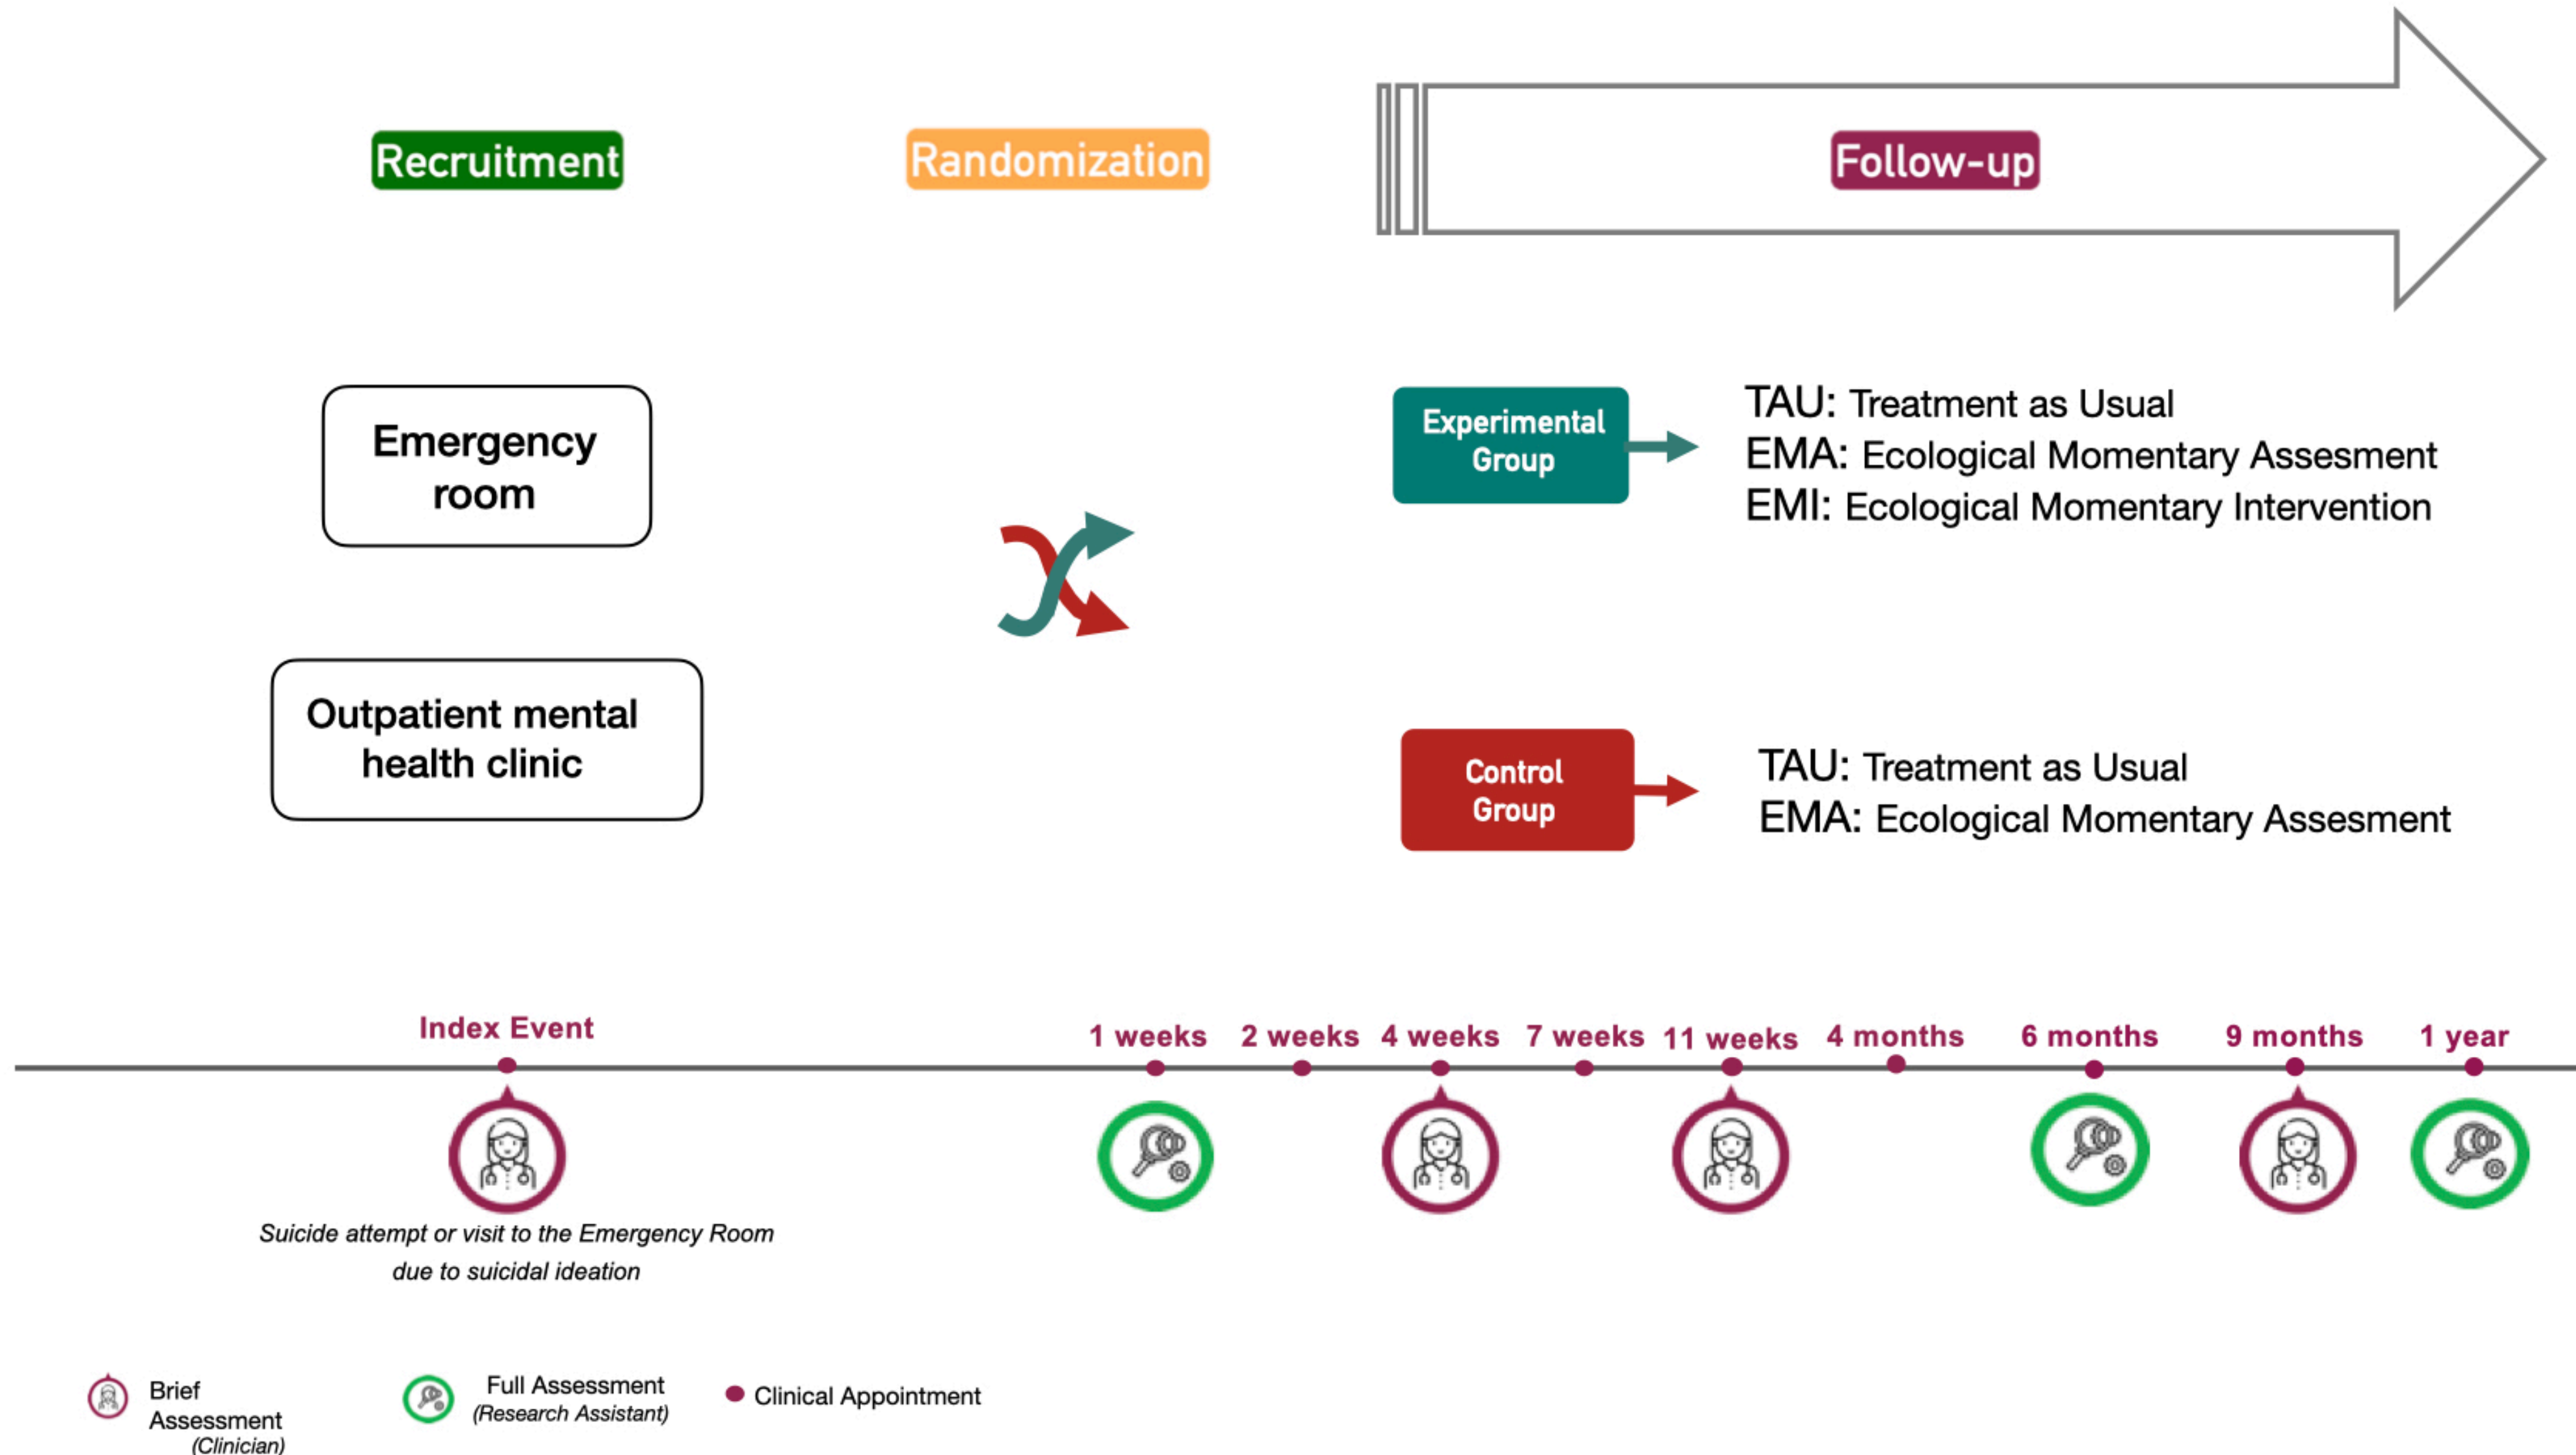 Recruitment
Randomization
Follow-up
Emergency
room
Outpatient mental
health clinic
Experimental
Group
TAU: Treatment as Usual
EMA: Ecological Momentary Assesment
EMI: Ecological Momentary Intervention
Control
Group
TAU: Treatment as Usual
EMA: Ecological Momentary Assesment
Index Event
1 weeks
2 weeks
4 weeks
7 weeks
11 weeks
4 months
6 months
9 months
1 year
Suicide attempt or visit to the Emergency Room
due to suicidal ideation
Brief
Assessment
(Clinician)
Full Assessment
(Research Assistant)
Clinical Appointment